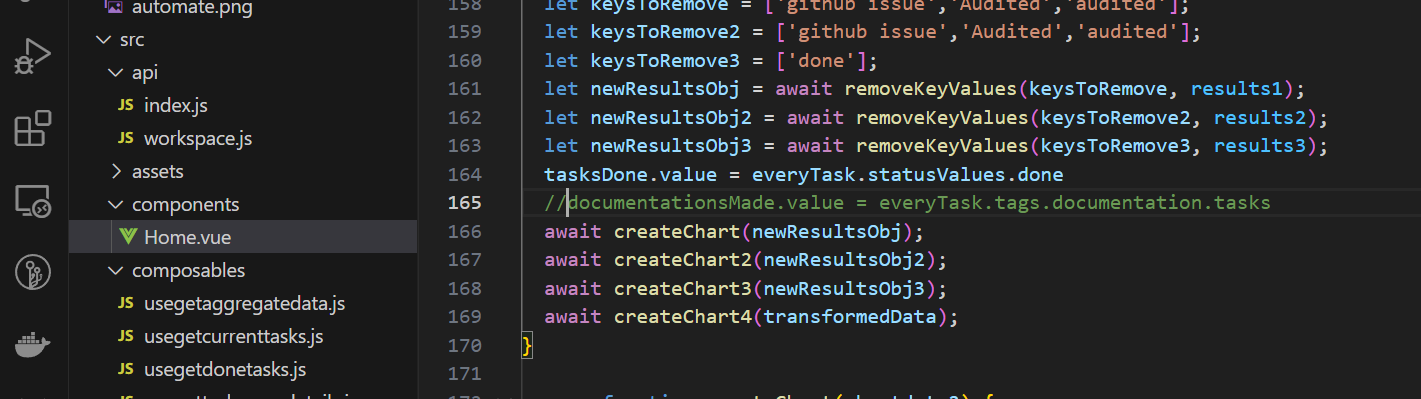 automate.png
src
api
JS index.js
JS workspace.js
assets
components
Home.vue
composables
JS usegetaggregatedata.js
JS usegetcurrenttasks.js
JS usegetdonetasks.js
158 let keysToRemove = ['github issue','Audited','audited'];
159 let keysToRemove2 = ['github issue','Audited','audited'];
160 let keysToRemove3 = ['done'];
161 let newResultsObj = await removeKeyValues(keysToRemove, results1);
162 let newResultsObj2 = await removeKeyValues(keysToRemove2, results2);
163 let newResultsObj3 = await removeKeyValues(keysToRemove3, results3);
164 tasksDone.value = everyTask.statusValues.done
165 //documentationsMade.value = everyTask.tags.documentation.tasks
166 await createChart(newResultsObj);
167 await createChart2(newResultsObj2);
168 await createChart3(newResultsObj3);
169 await createChart4(transformedData);
170 }
171